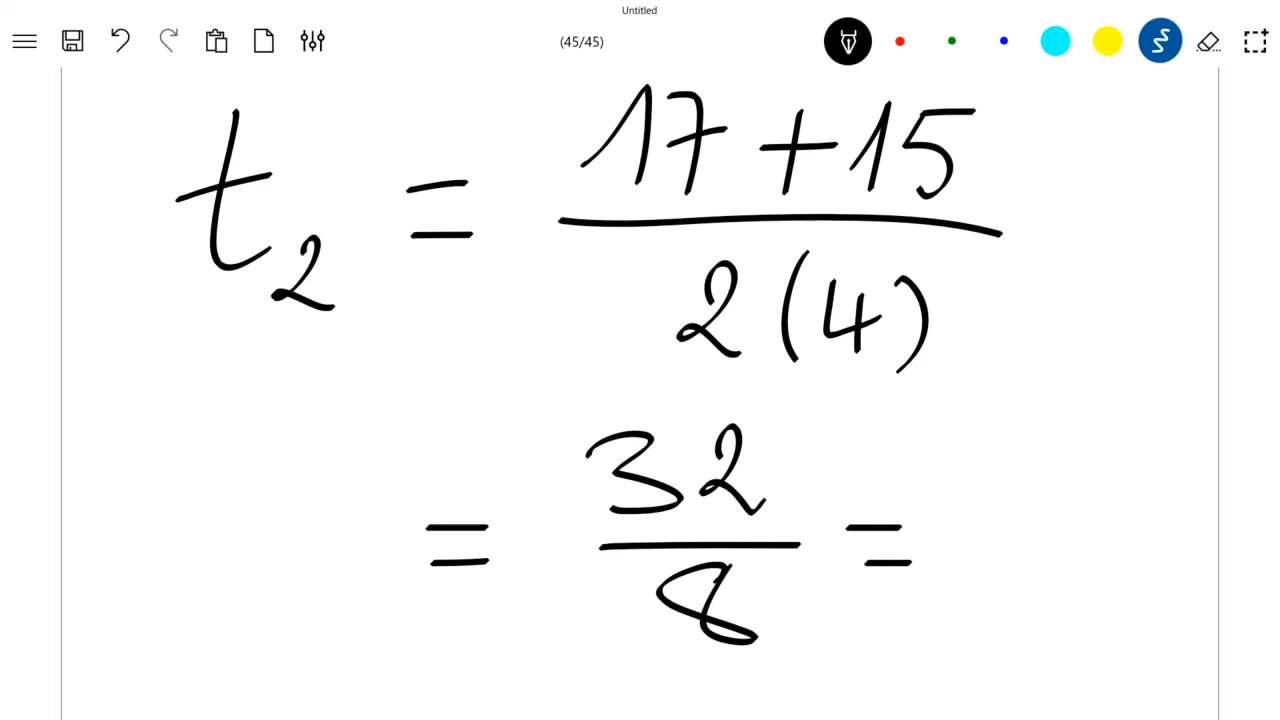 Untitled
(45/45)
t₂ = 17 + 15
2 (4)
= 32 =
8